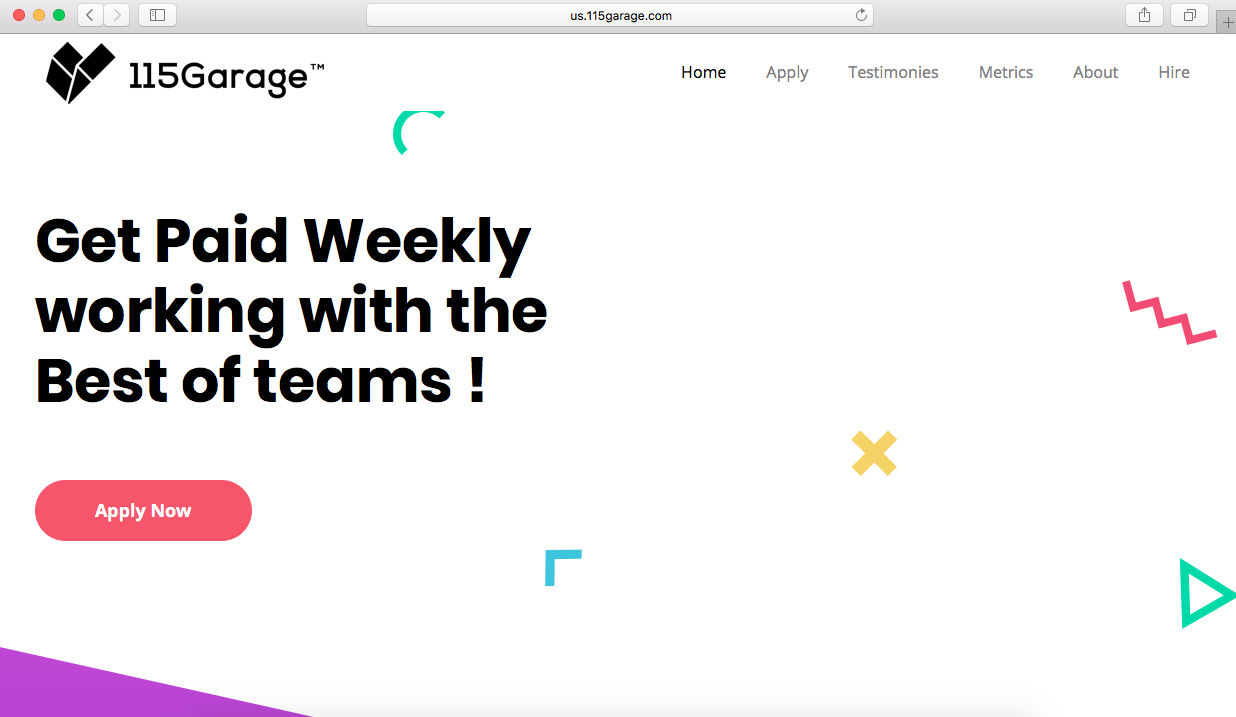 us.115garage.com
115Garage™
Home Apply Testimonies Metrics About Hire
Get Paid Weekly
working with the
Best of teams !
Apply Now